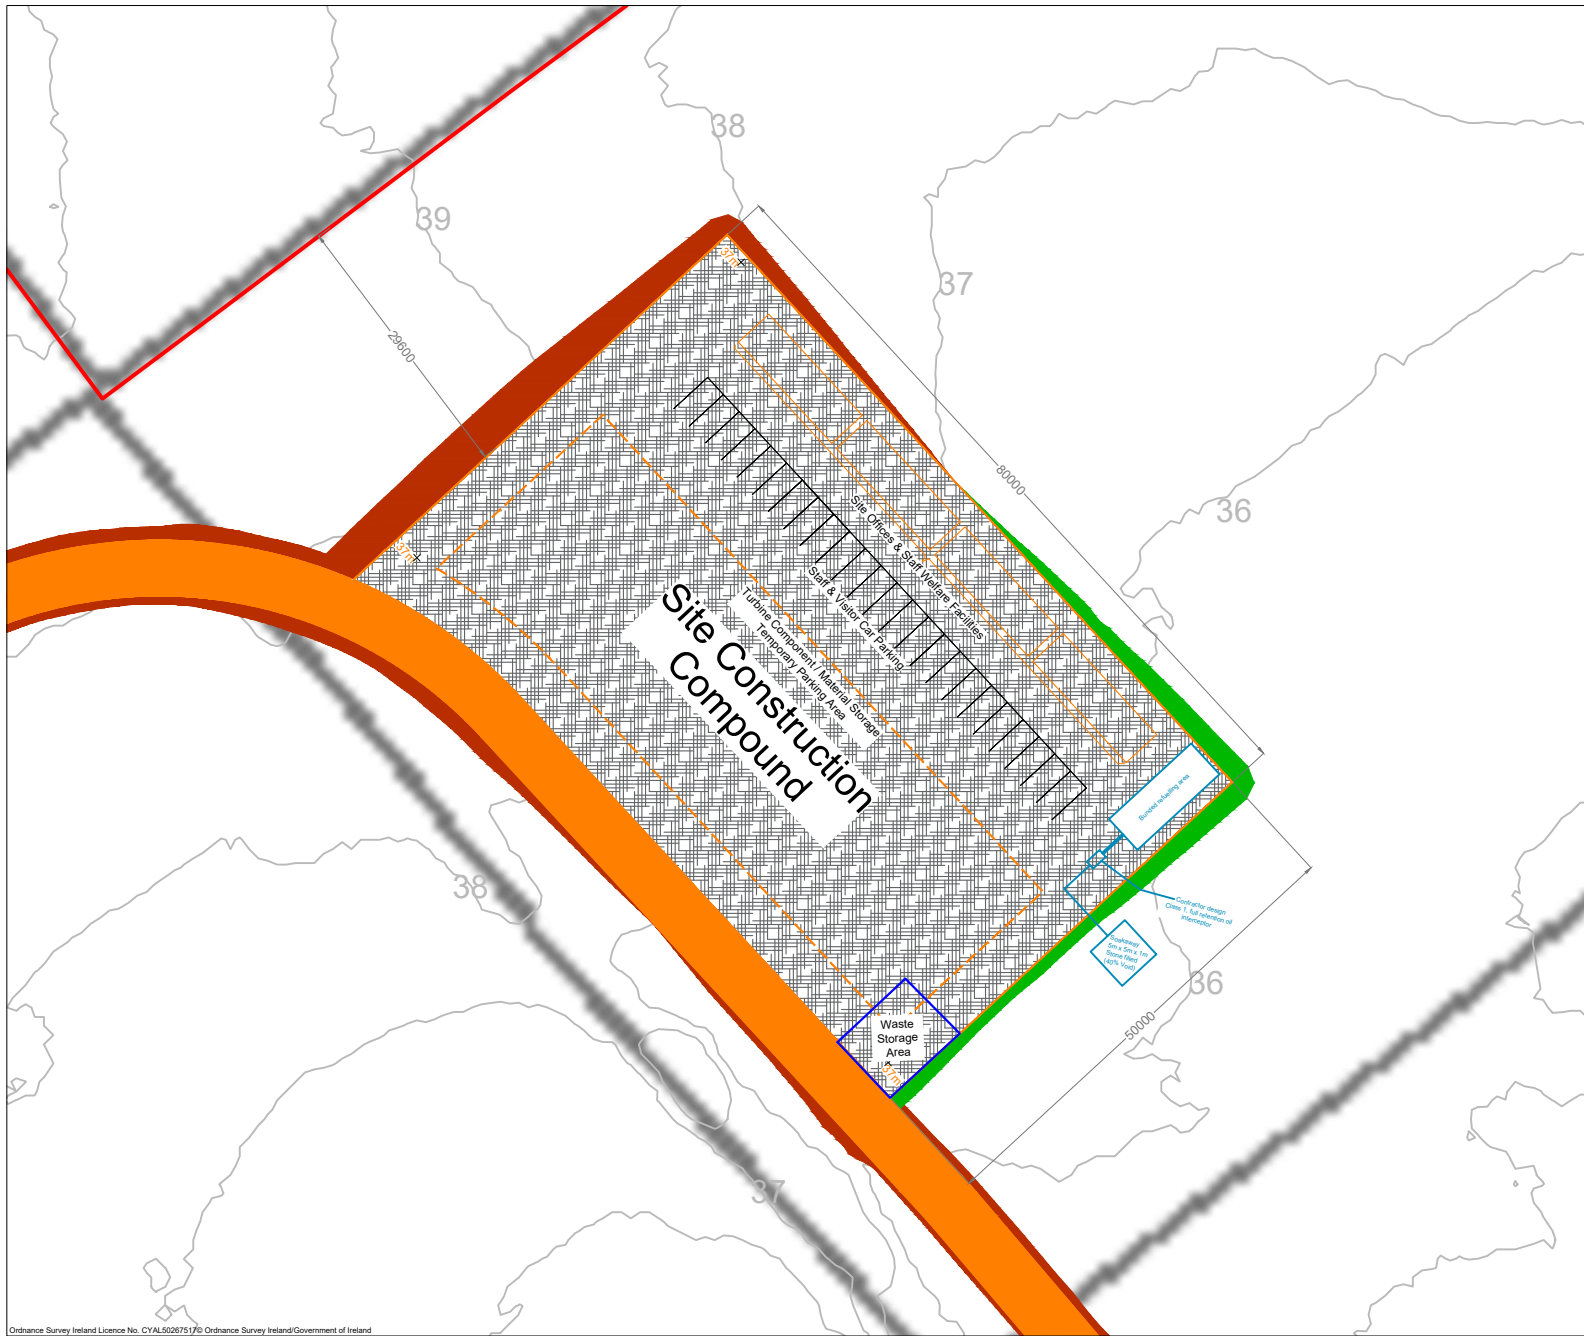 38
39
37
37m
29600
80000
36
37m
Site Offices & Staff Welfare Facilities
Staff & Visitor Car Parking
Turbine Component / Material Storage
Temporary Parking Area
Site Construction
Compound
Bunded refuelling area
Contractor design
Class 1, full retention oil
interceptor
Soakaway
5m x 5m x 1m
Stone filled
(40% Void)
38
36
50000
Waste
Storage
Area
37m
37
Ordnance Survey Ireland Licence No. CYAL50267517© Ordnance Survey Ireland/Government of Ireland